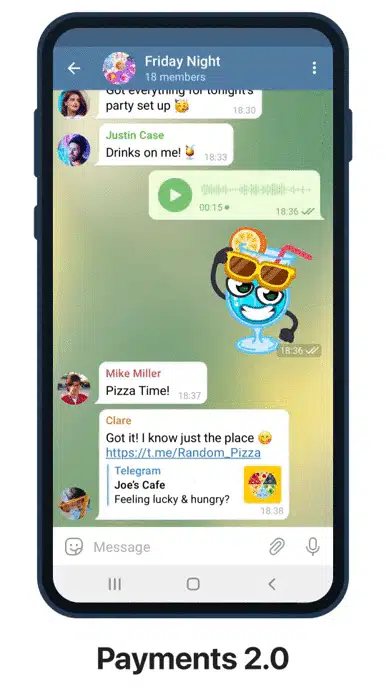 Friday Night
18 members
Got everything for tonight's
party set up 🥳 18:30
Justin Case
Drinks on me! 🍹 18:33
00:15 18:36
18:36
Mike Miller
Pizza Time! 18:37
Clare
Got it! I know just the place 😋
https://t.me/Random_Pizza
Telegram
Joe's Cafe
Feeling lucky & hungry?
18:38
Message
Payments 2.0